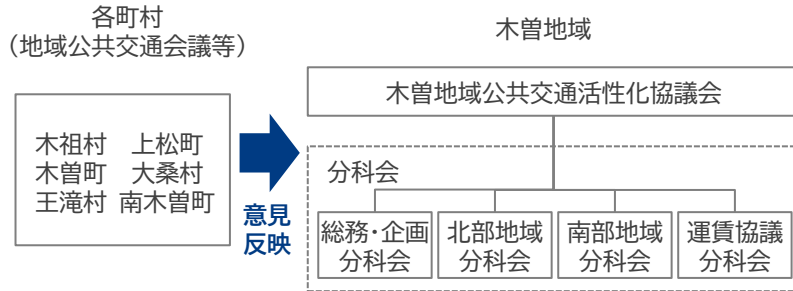 各町村
（地域公共交通会議等）
木祖村　上松町
木曽町　大桑村
王滝村　南木曽町
意見
反映
木曽地域
木曽地域公共交通活性化協議会
分科会
総務・企画
分科会
北部地域
分科会
南部地域
分科会
運賃協議
分科会